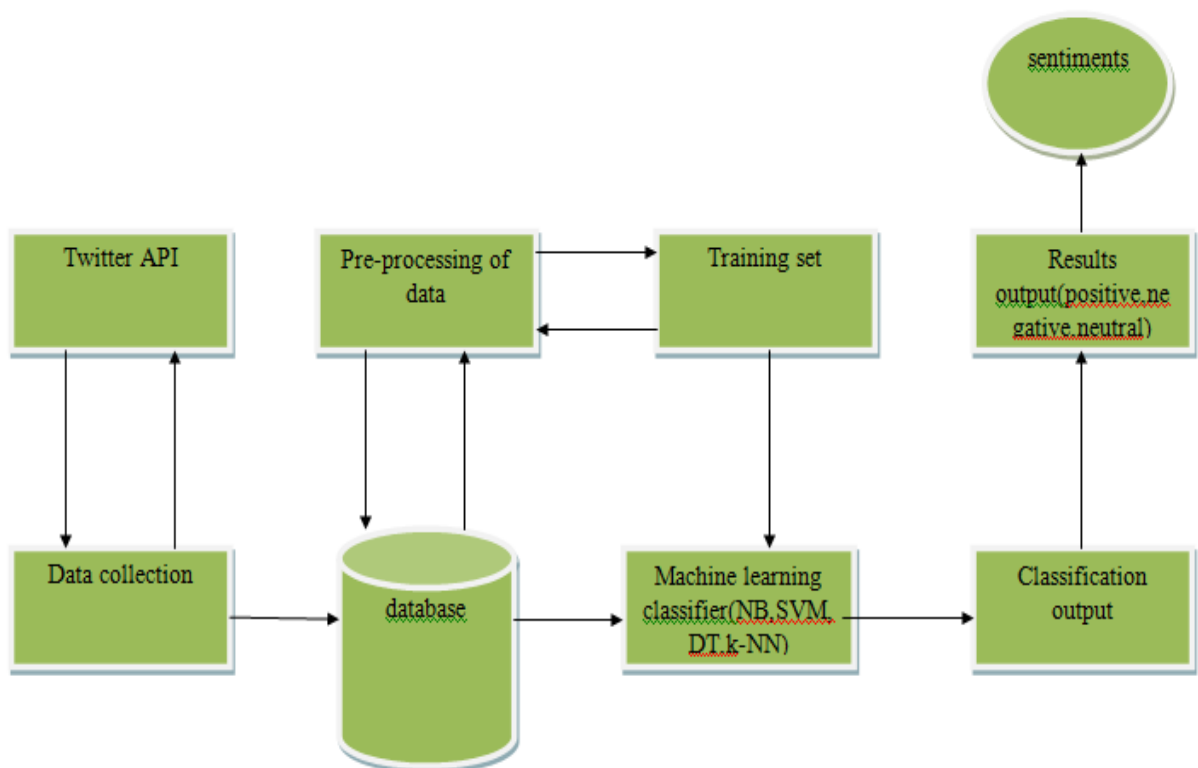 sentiments
Twitter API
Pre-processing of
data
Training set
Results
output(positive,ne
gative,neutral)
Data collection
database
Machine learning
classifier(NB,SVM,
DT,k-NN)
Classification
output